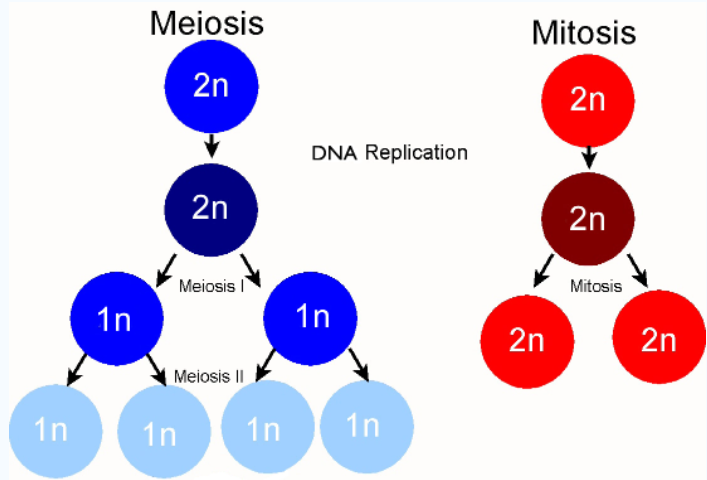 Meiosis
Mitosis
2n
2n
DNA Replication
2n
2n
Meiosis I
Mitosis
1n
1n
2n
2n
Meiosis II
1n
1n
1n
1n